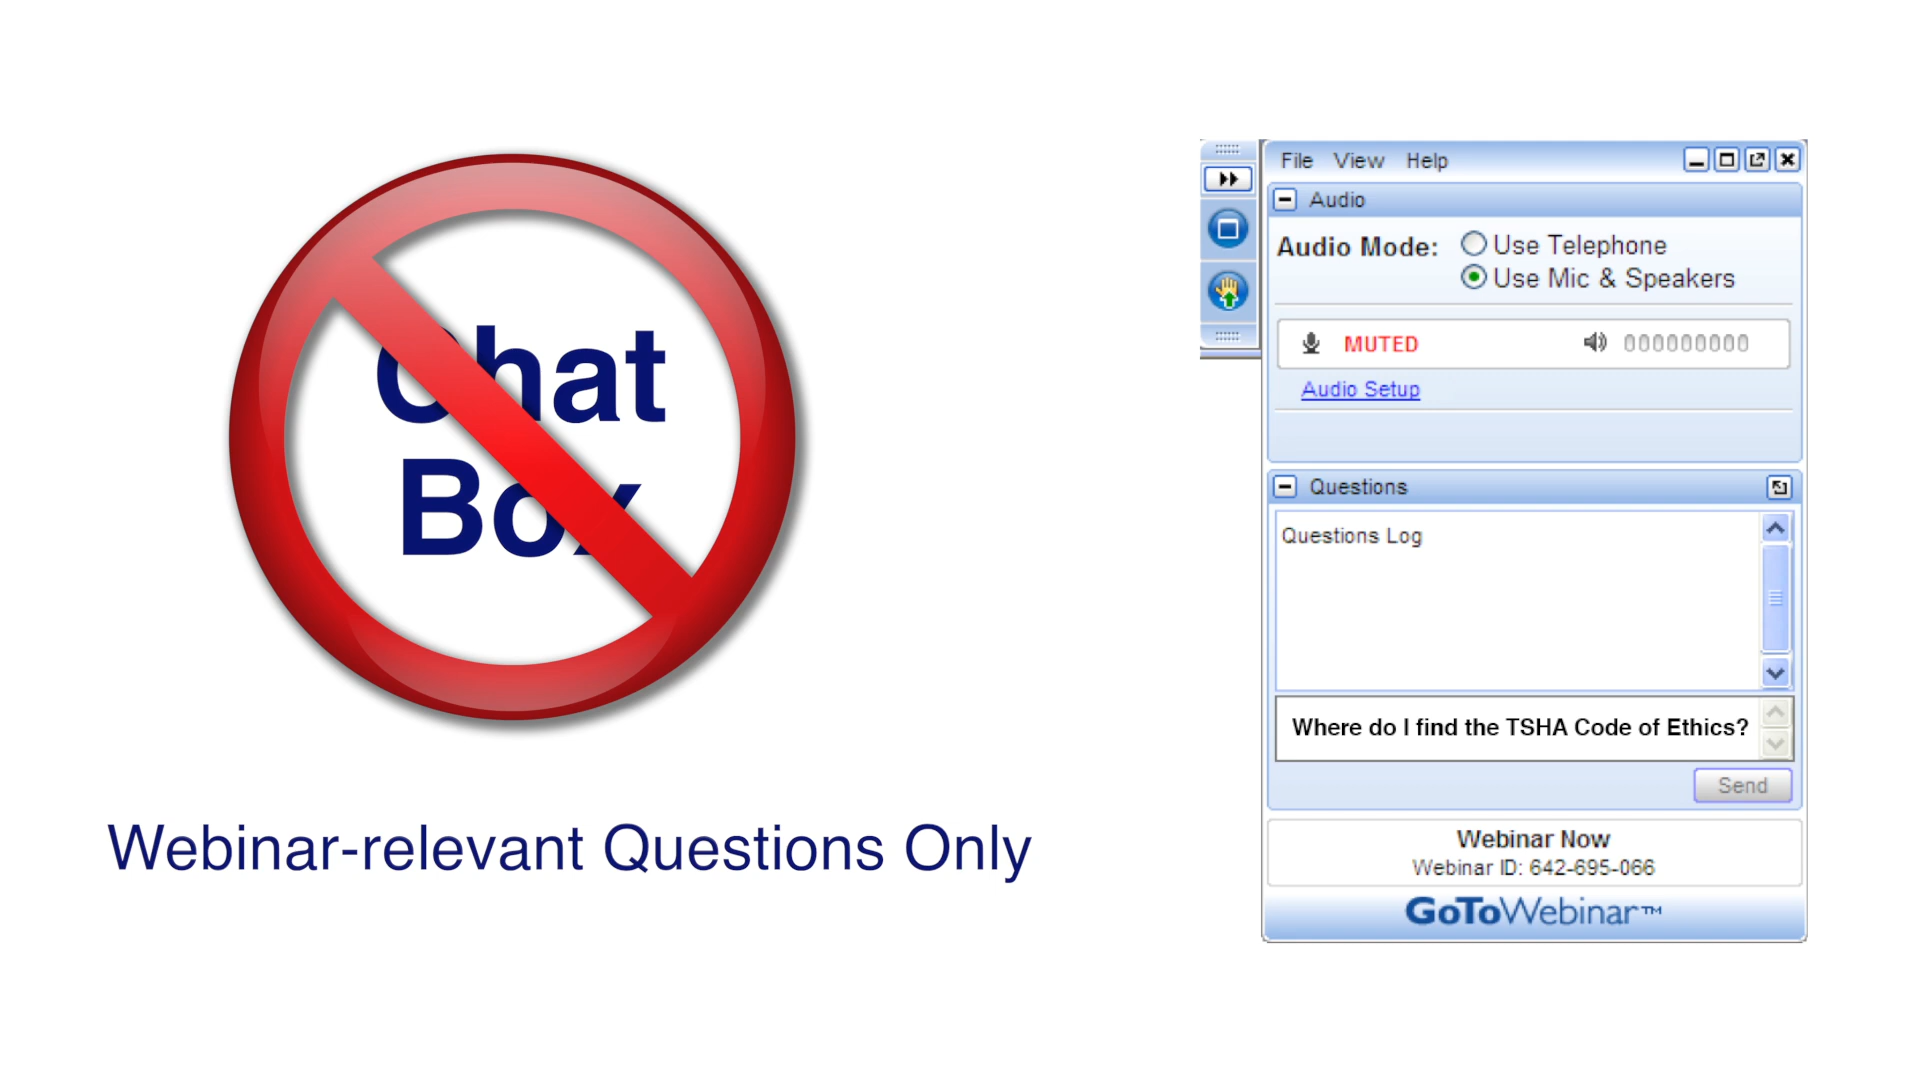 Chat
Box
Webinar-relevant Questions Only
File View Help
Audio
Audio Mode: Use Telephone
Use Mic & Speakers
MUTED 000000000
Audio Setup
Questions
Questions Log
Where do I find the TSHA Code of Ethics?
Send
Webinar Now
Webinar ID: 642-695-066
GoToWebinar™